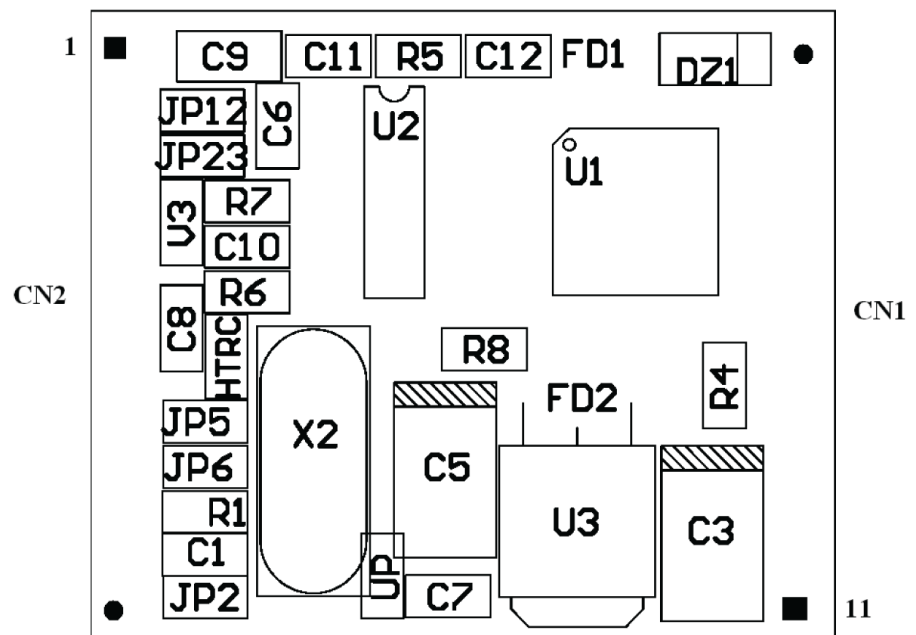 1
C9
C11
R5
C12
FD1
DZ1
JP12
C6
U2
JP23
U1
V3
R7
C10
CN2
R6
CN1
C8
HTRC
R8
R4
FD2
JP5
X2
JP6
C5
R1
U3
C3
C1
UP
JP2
C7
11